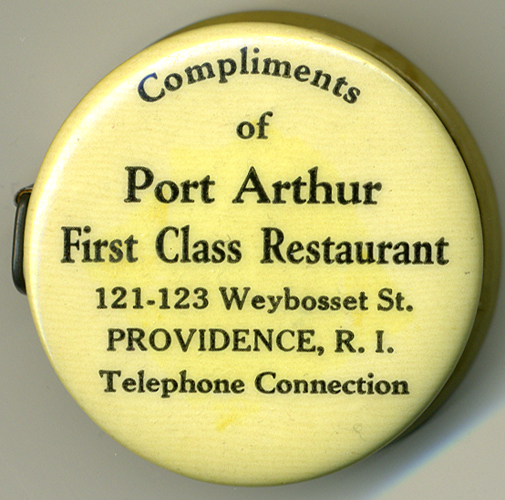 Compliments
of
Port Arthur
First Class Restaurant
121-123 Weybosset St.
PROVIDENCE, R. I.
Telephone Connection